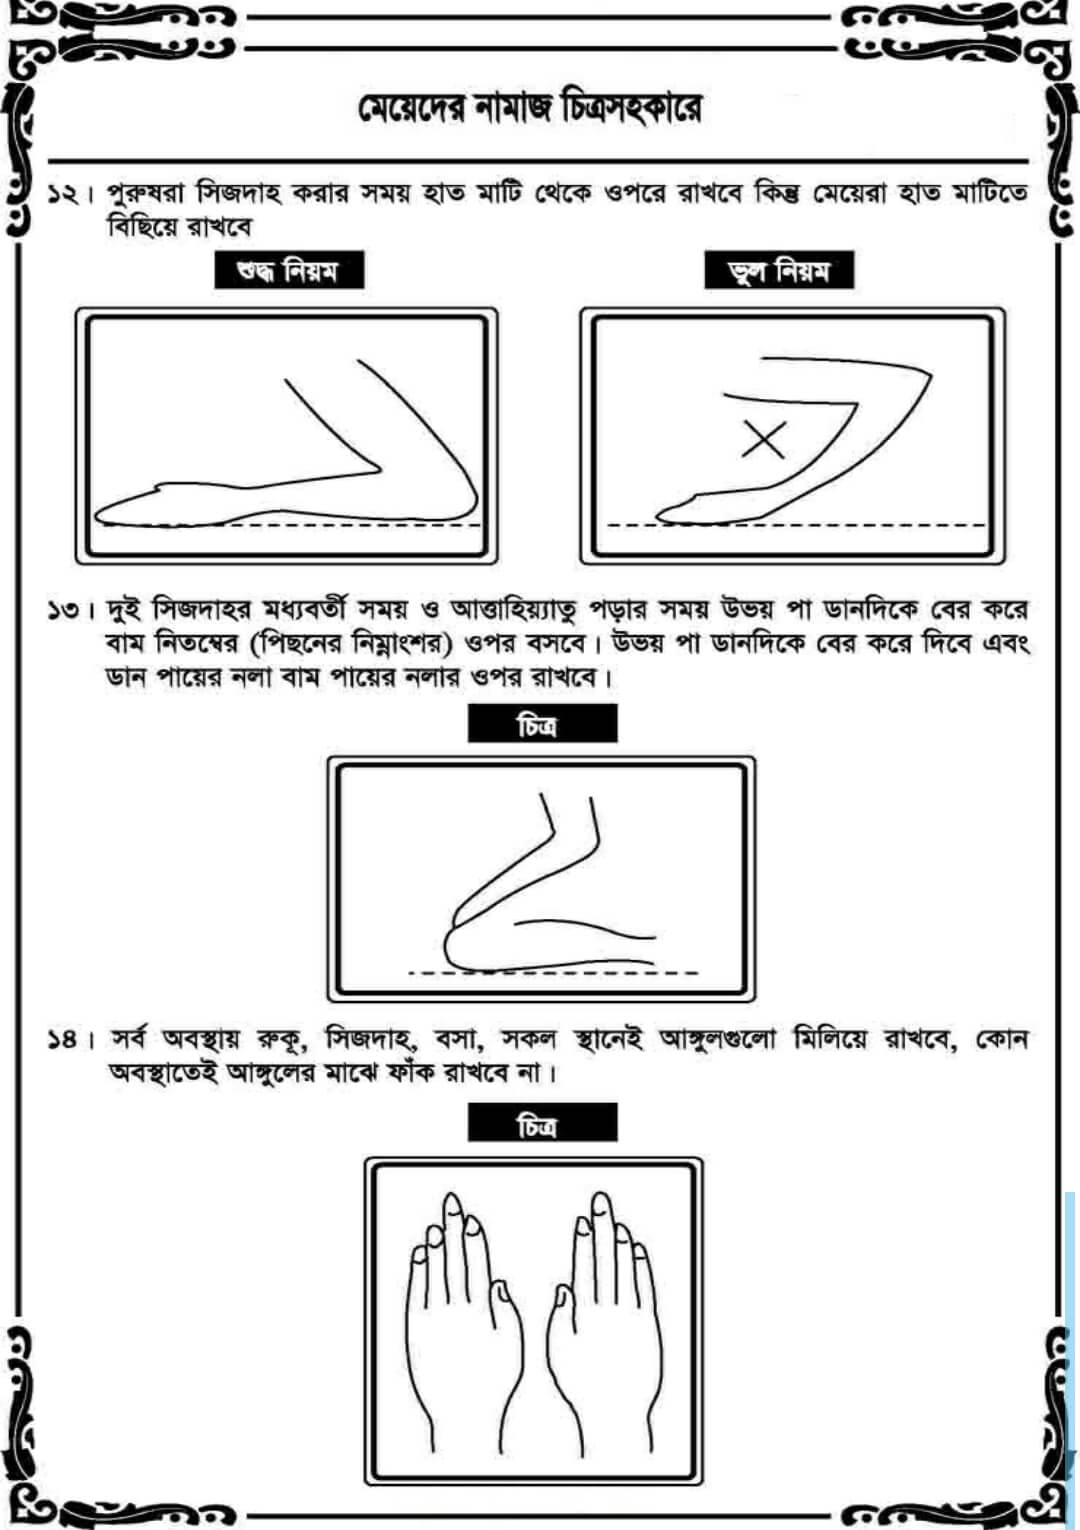 মেয়েদের নামাজ চিত্রসহকারে
১২। পুরুষরা সিজদাহ করার সময় হাত মাটি থেকে ওপরে রাখবে কিন্তু মেয়েরা হাত মাটিতে
বিছিয়ে রাখবে
শুদ্ধ নিয়ম
ভুল নিয়ম
১৩। দুই সিজদাহর মধ্যবর্তী সময় ও আত্তাহিয়্যাতু পড়ার সময় উভয় পা ডানদিকে বের করে
বাম নিতম্বের (পিছনের নিম্নাংশর) ওপর বসবে। উভয় পা ডানদিকে বের করে দিবে এবং
ডান পায়ের নলা বাম পায়ের নলার ওপর রাখবে।
চিত্র
১৪। সর্ব অবস্থায় রুকূ, সিজদাহ, বসা, সকল স্থানেই আঙ্গুলগুলো মিলিয়ে রাখবে, কোন
অবস্থাতেই আঙ্গুলের মাঝে ফাঁক রাখবে না।
চিত্র